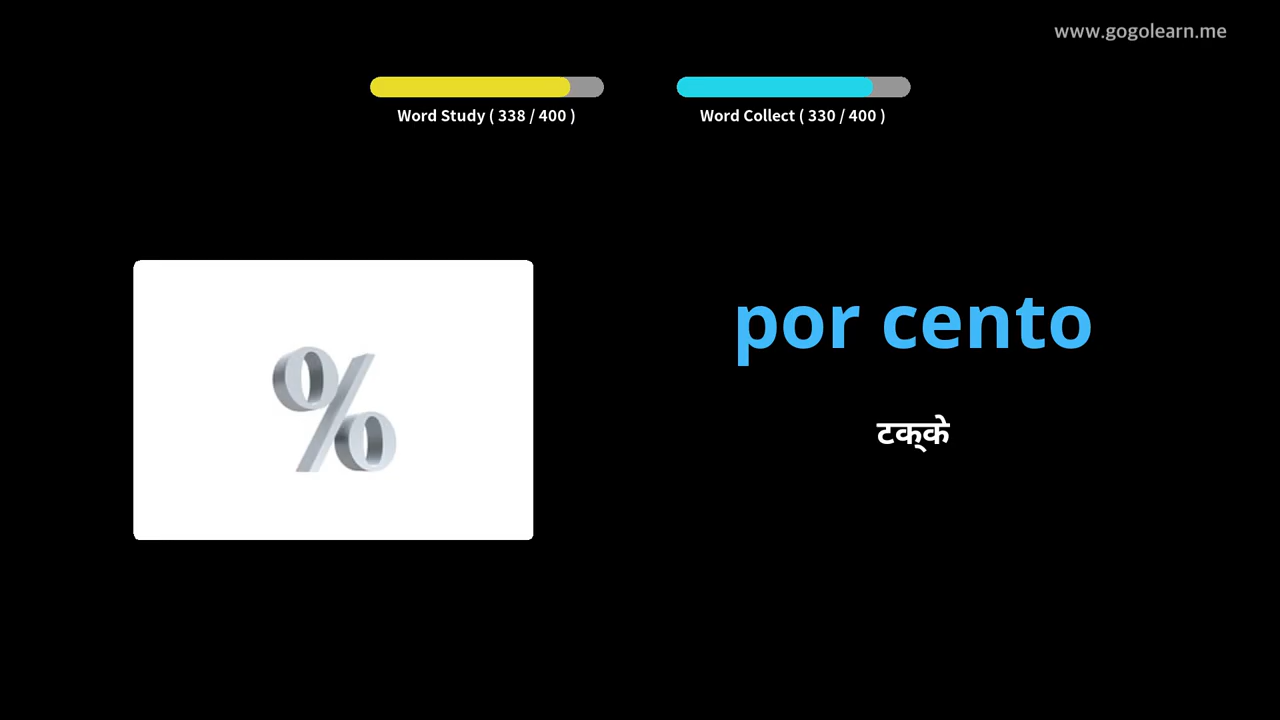 www.gogolearn.me
Word Study ( 338 / 400 )
Word Collect ( 330 / 400 )
%
por cento
टक्के